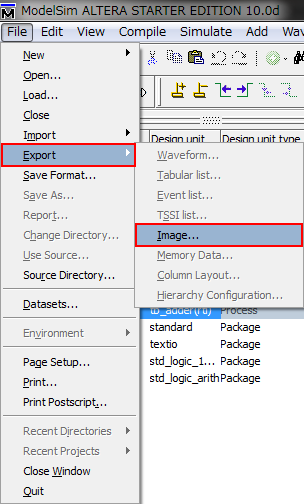 ModelSim ALTERA STARTER EDITION 10.0d
File Edit View Compile Simulate Add Wav
New
Open...
Load...
Close
Import
Export
Save Format...
Save As...
Report...
Change Directory...
Use Source...
Source Directory...
Datasets...
Environment
Page Setup...
Print...
Print Postscript...
Recent Directories
Recent Projects
Close Window
Quit
Waveform...
Tabular list...
Event list...
TSSI list...
Image...
Memory Data...
Column Layout...
Hierarchy Configuration...
Design unit Design unit type
tb_adder(rtl) Process
standard Package
textio Package
std_logic_1... Package
std_logic_arith Package